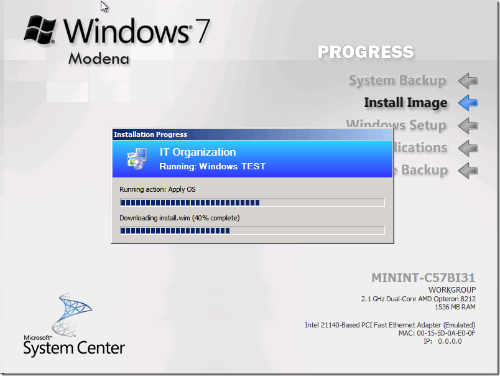 Windows 7
Modena
PROGRESS
System Backup
Install Image
Windows Setup
lications
e Backup
Installation Progress
IT Organization
Running: Windows TEST
Running action: Apply OS
Downloading install.wim (40% complete)
MININT-C57BI31
WORKGROUP
2.1 GHz Dual-Core AMD Opteron 8212
1536 MB RAM
Intel 21140-Based PCI Fast Ethernet Adapter (Emulated)
MAC: 00-15-5D-0A-E0-0F
IP: 0.0.0.0
Microsoft
System Center